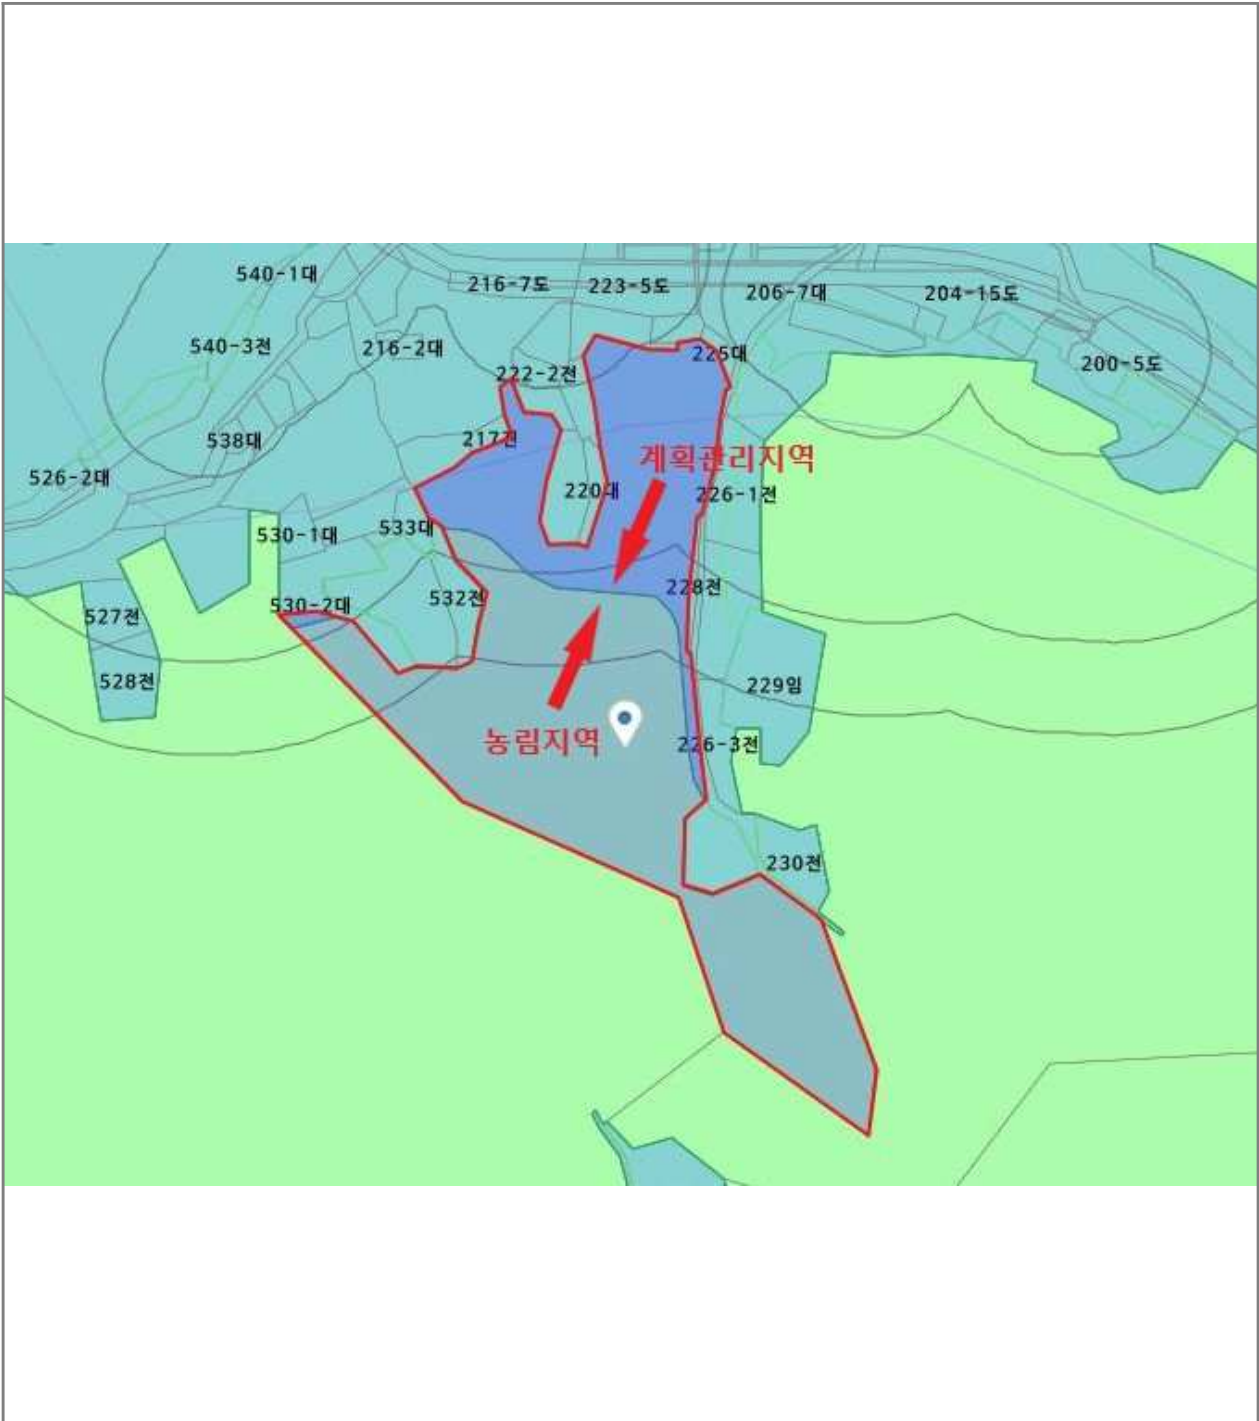 540-1대
216-7도
223-5도
206-7대
204-15도
540-3전
216-2대
225대
200-5도
222-2전
538대
217전
계획관리지역
526-2대
220대
226-1전
530-1대
533대
228전
530-2대
532전
527전
528전
229임
농림지역
226-3전
230전